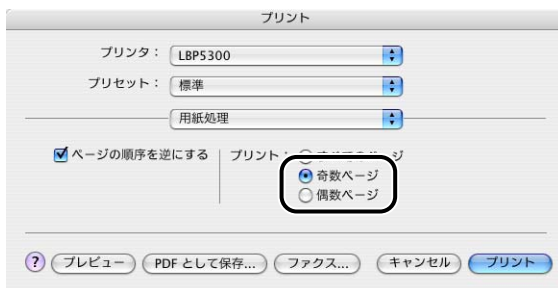 プリント
プリンタ： LBP5300
プリセット： 標準
用紙処理
ページの順序を逆にする プリント：
奇数ページ
偶数ページ
? プレビュー PDF として保存... ファクス... キャンセル プリント